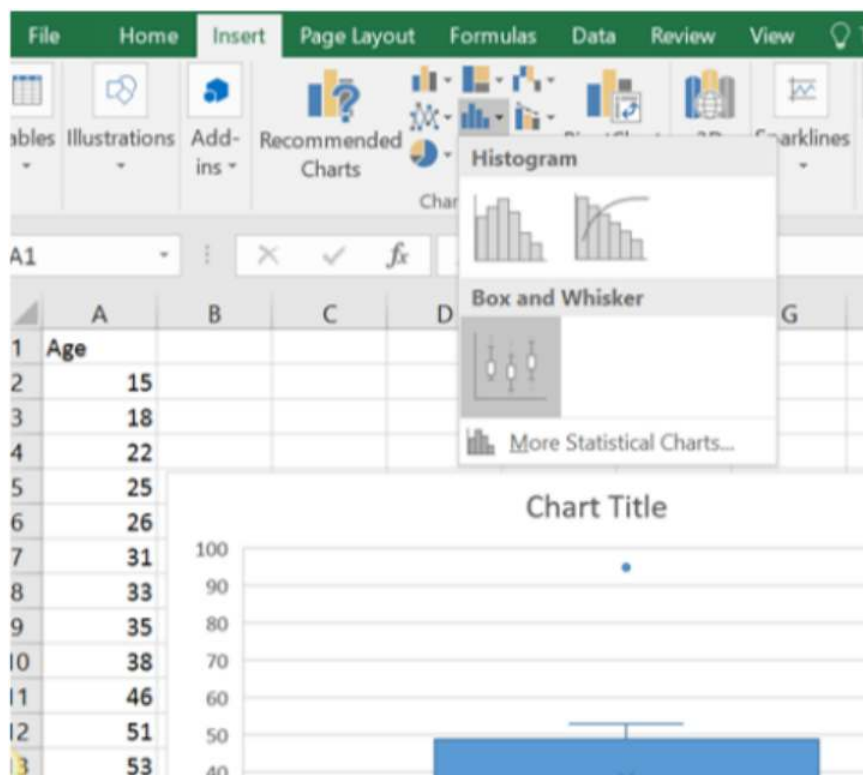 File Home Insert Page Layout Formulas Data Review View
Illustrations Add-ins Recommended Charts Sparklines
Histogram
A1 fx
Box and Whisker
A B C D G
1 Age
2 15
3 18
4 22
More Statistical Charts...
5 25
Chart Title
6 26
7 31
100
8 33
90
9 35
80
10 38
70
11 46
60
12 51
50
13 53
40